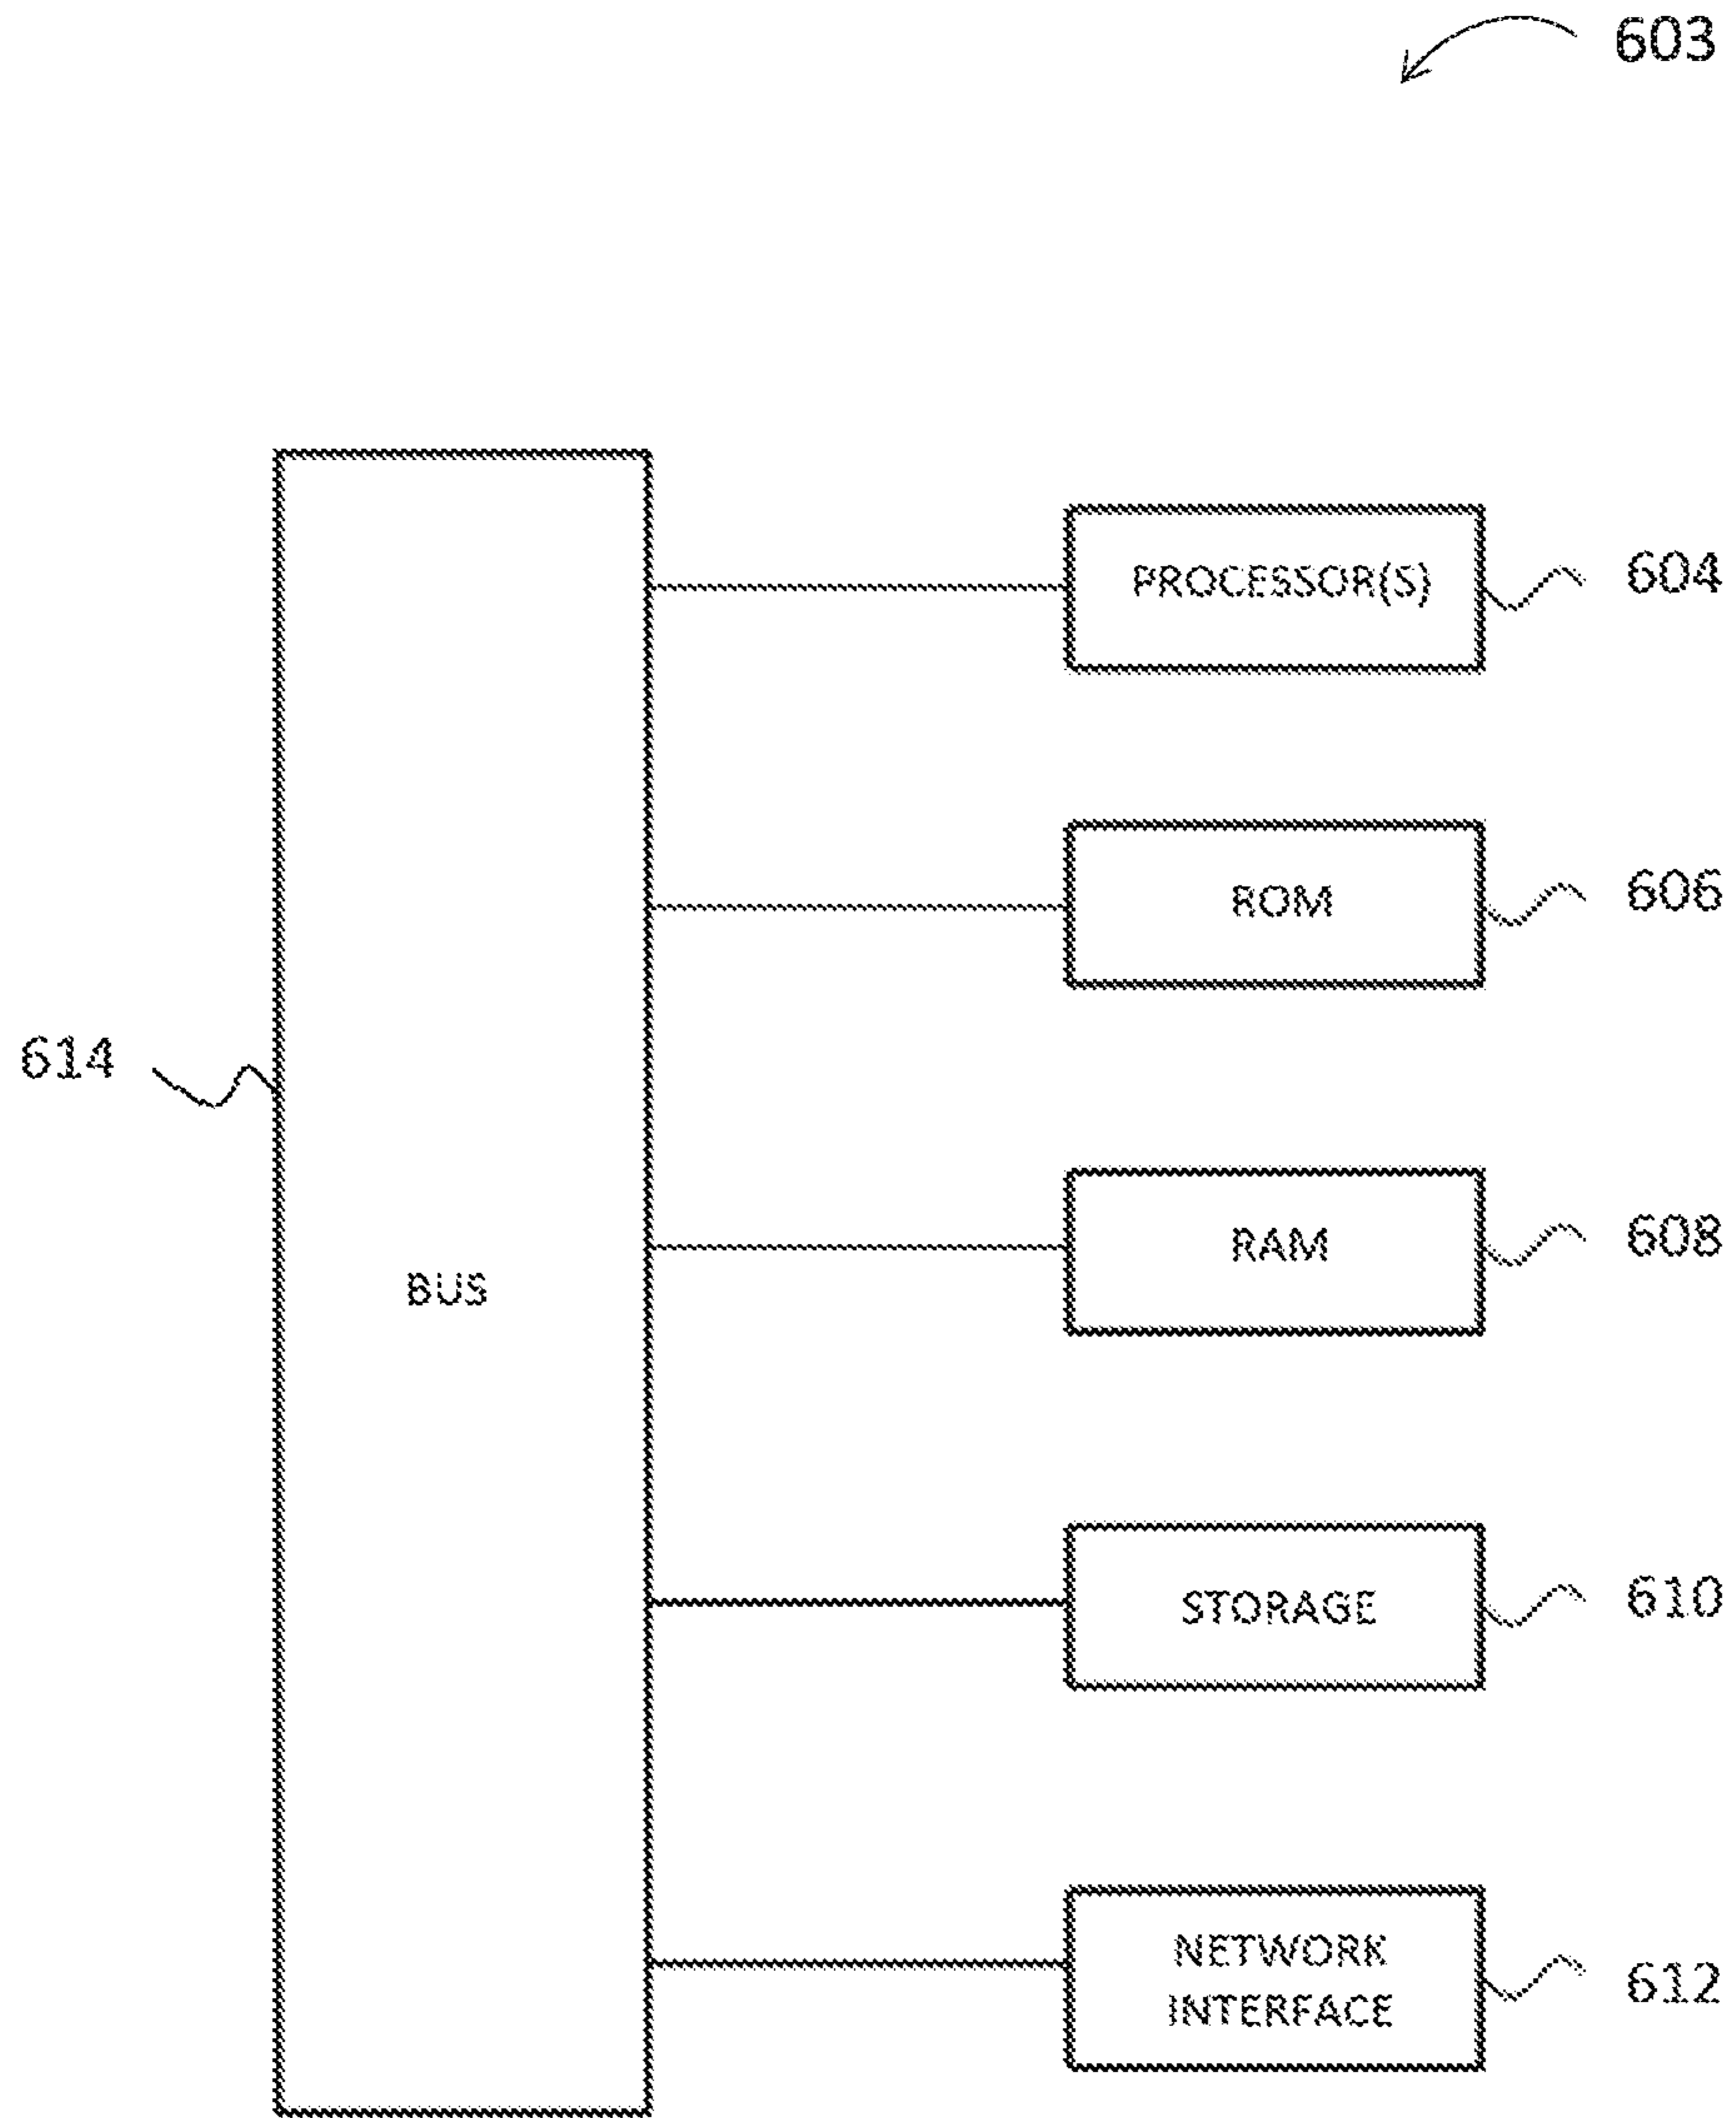 603
PROCESSOR(S)
604
ROM
606
614
RAM
608
BUS
STORAGE
610
NETWORK
INTERFACE
612